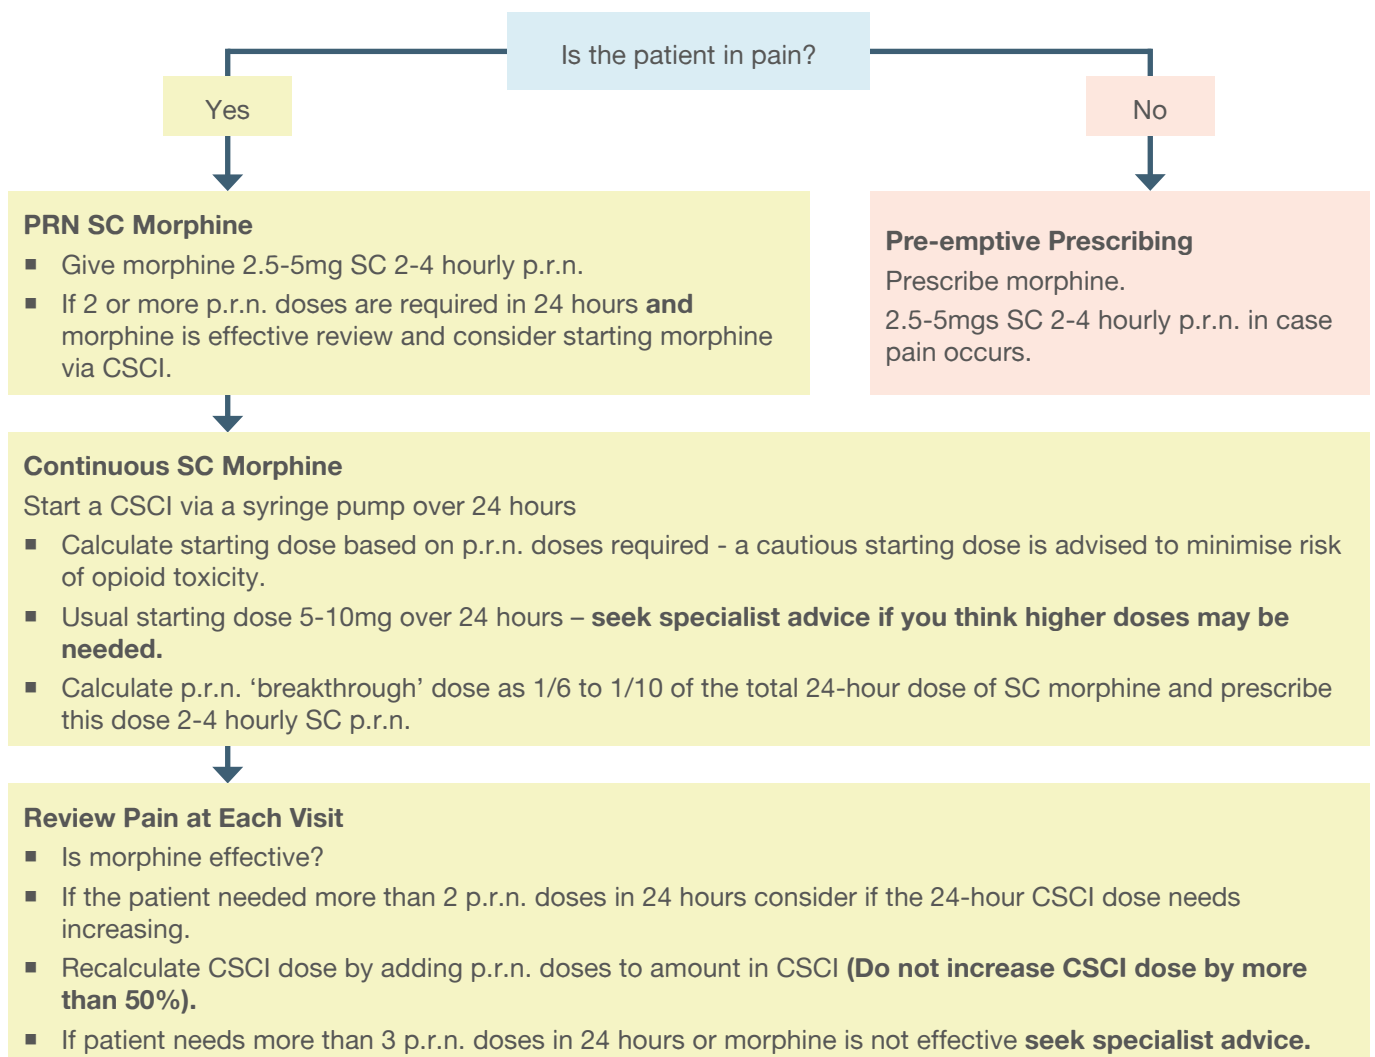 Is the patient in pain?
Yes
No
PRN SC Morphine
■ Give morphine 2.5-5mg SC 2-4 hourly p.r.n.
■ If 2 or more p.r.n. doses are required in 24 hours and
morphine is effective review and consider starting morphine
via CSCI.
Pre-emptive Prescribing
Prescribe morphine.
2.5-5mgs SC 2-4 hourly p.r.n. in case
pain occurs.
Continuous SC Morphine
Start a CSCI via a syringe pump over 24 hours
■ Calculate starting dose based on p.r.n. doses required - a cautious starting dose is advised to minimise risk
of opioid toxicity.
■ Usual starting dose 5-10mg over 24 hours – seek specialist advice if you think higher doses may be
needed.
■ Calculate p.r.n. ‘breakthrough’ dose as 1/6 to 1/10 of the total 24-hour dose of SC morphine and prescribe
this dose 2-4 hourly SC p.r.n.
Review Pain at Each Visit
■ Is morphine effective?
■ If the patient needed more than 2 p.r.n. doses in 24 hours consider if the 24-hour CSCI dose needs
increasing.
■ Recalculate CSCI dose by adding p.r.n. doses to amount in CSCI (Do not increase CSCI dose by more
than 50%).
■ If patient needs more than 3 p.r.n. doses in 24 hours or morphine is not effective seek specialist advice.